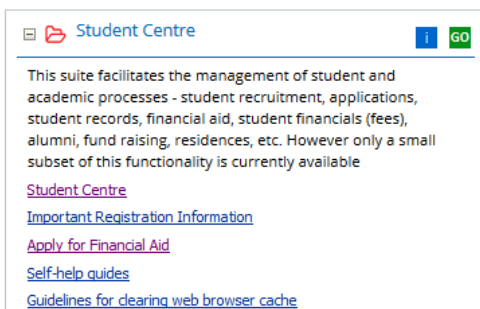 Student Centre
i GO
This suite facilitates the management of student and
academic processes - student recruitment, applications,
student records, financial aid, student financials (fees),
alumni, fund raising, residences, etc. However only a small
subset of this functionality is currently available
Student Centre
Important Registration Information
Apply for Financial Aid
Self-help guides
Guidelines for clearing web browser cache